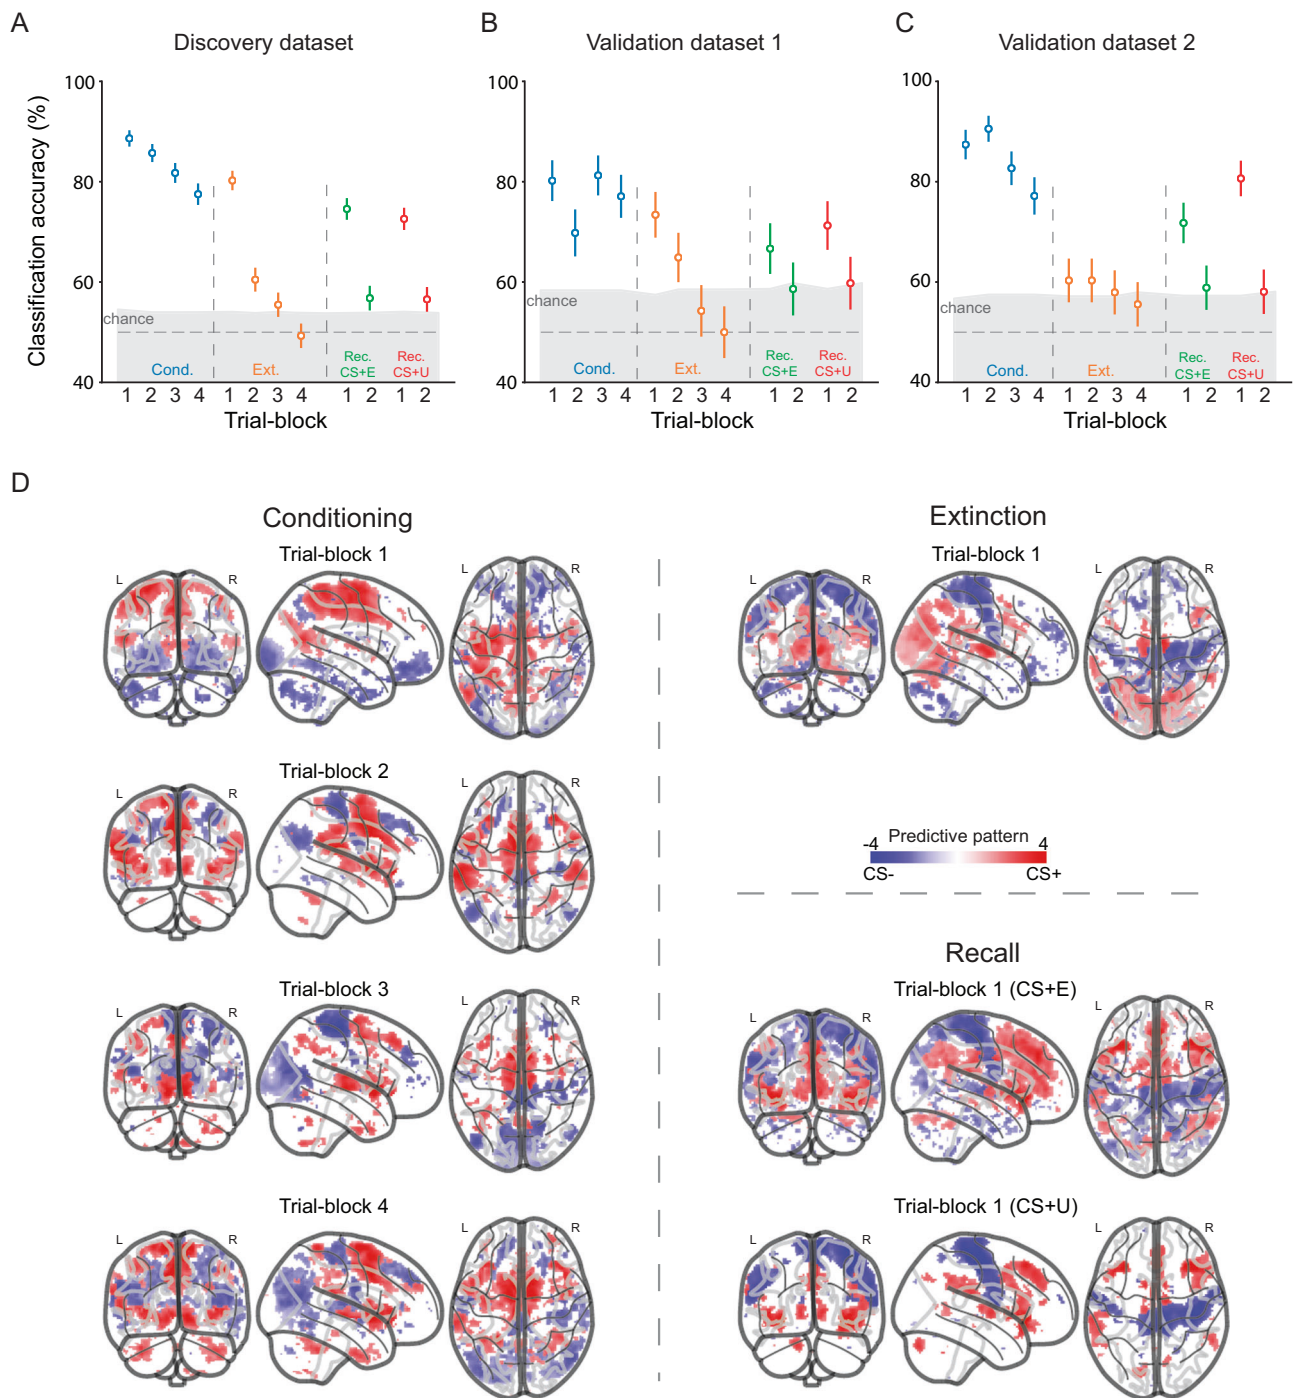 A
Discovery dataset
Classification accuracy (%)
100
80
60
40
chance
Cond.
Ext.
Rec.
CS+E
Rec.
CS+U
1 2 3 4 1 2 3 4 1 2 1 2
Trial-block
B
Validation dataset 1
100
80
60
40
chance
Cond.
Ext.
Rec.
CS+E
Rec.
CS+U
1 2 3 4 1 2 3 4 1 2 1 2
Trial-block
C
Validation dataset 2
100
80
60
40
chance
Cond.
Ext.
Rec.
CS+E
Rec.
CS+U
1 2 3 4 1 2 3 4 1 2 1 2
Trial-block
D
Conditioning
Trial-block 1
L R L R
Trial-block 2
L R L R
Trial-block 3
L R L R
Trial-block 4
L R L R
Extinction
Trial-block 1
L R L R
Predictive pattern
-4 4
CS- CS+
Recall
Trial-block 1 (CS+E)
L R L R
Trial-block 1 (CS+U)
L R L R